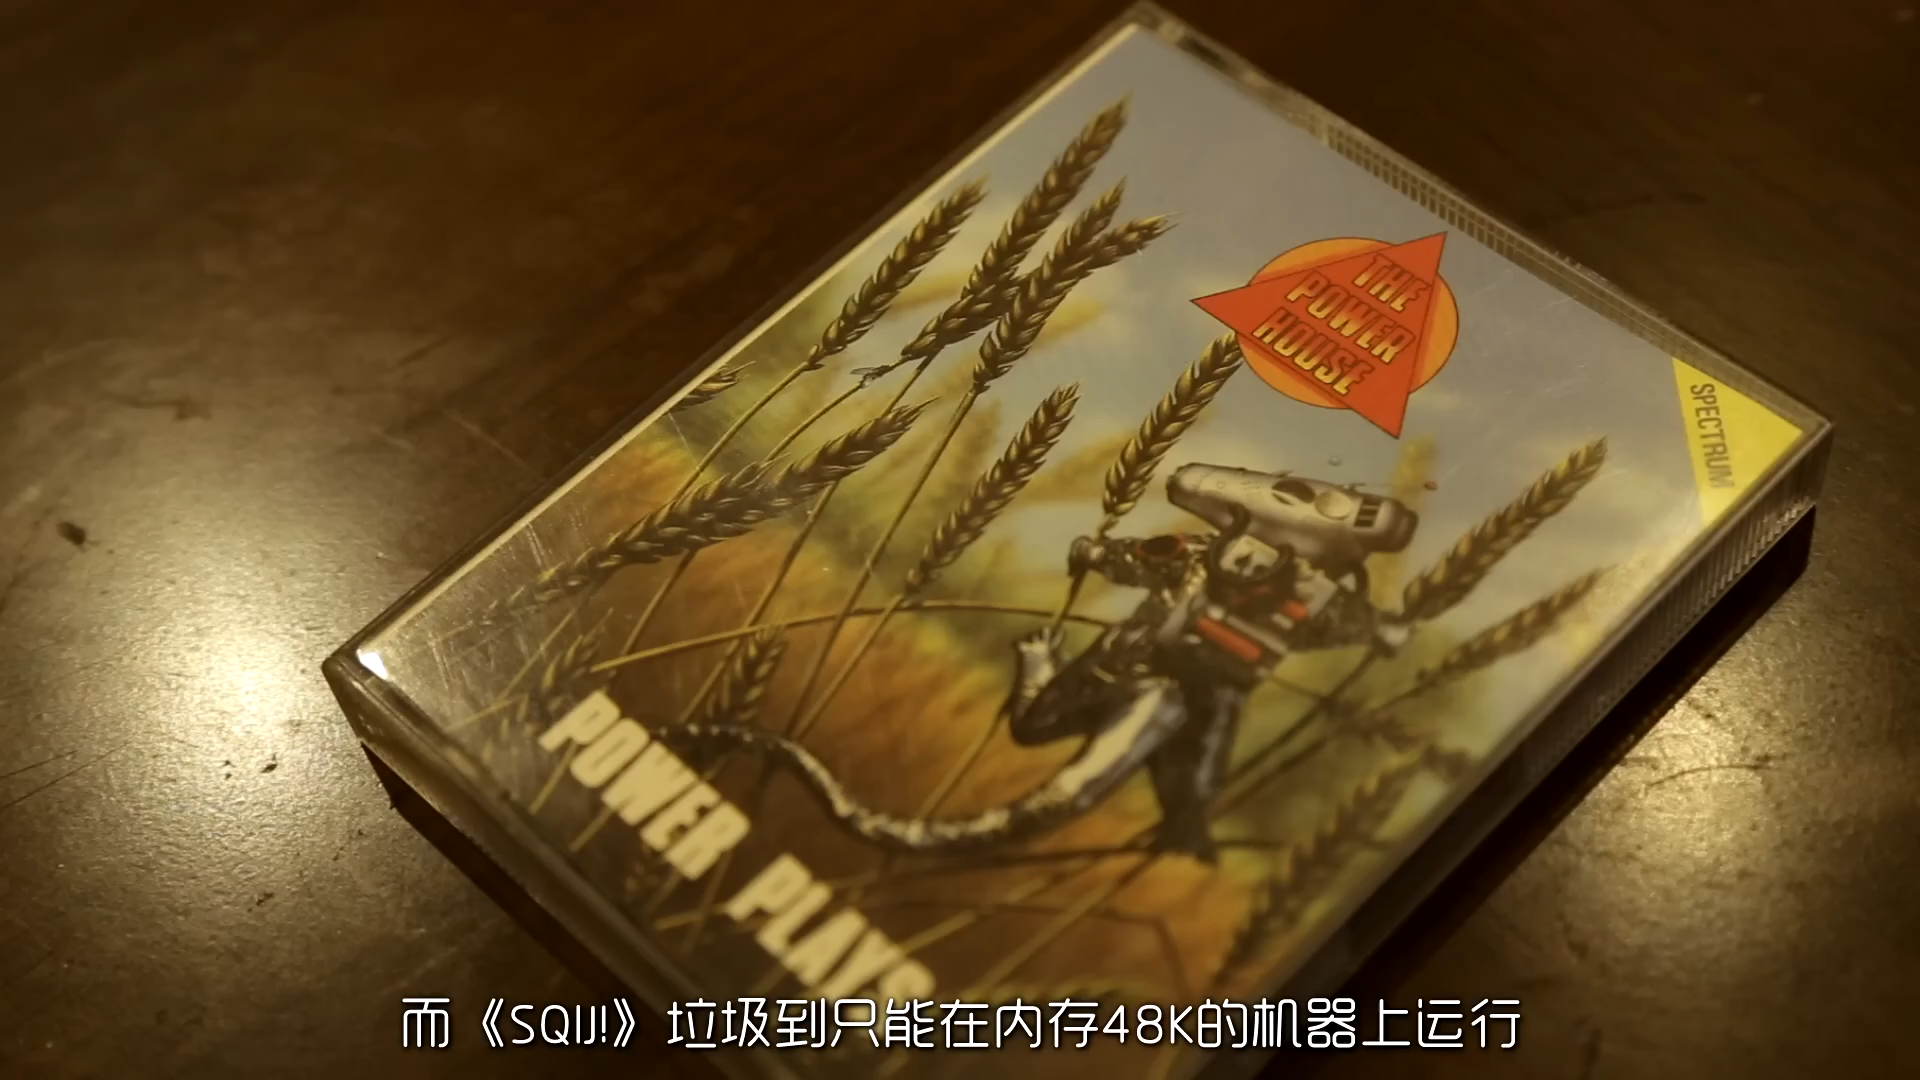 THE
POWER
HOUSE
SPECTRUM
POWER PLAYS
而《SQIJ!》垃圾到只能在内存48K的机器上运行